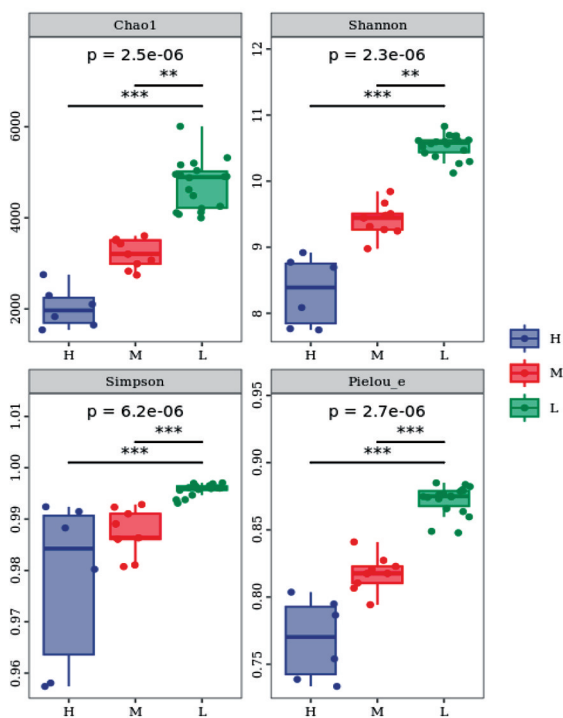 Chao1
p = 2.5e-06
**
***
6000
4000
2000
H M L
Shannon
p = 2.3e-06
**
***
12
11
10
9
8
H M L
Simpson
p = 6.2e-06
***
***
1.01
1.00
0.99
0.98
0.97
0.96
H M L
Pielou_e
p = 2.7e-06
***
***
0.95
0.90
0.85
0.80
0.75
H M L
H
M
L